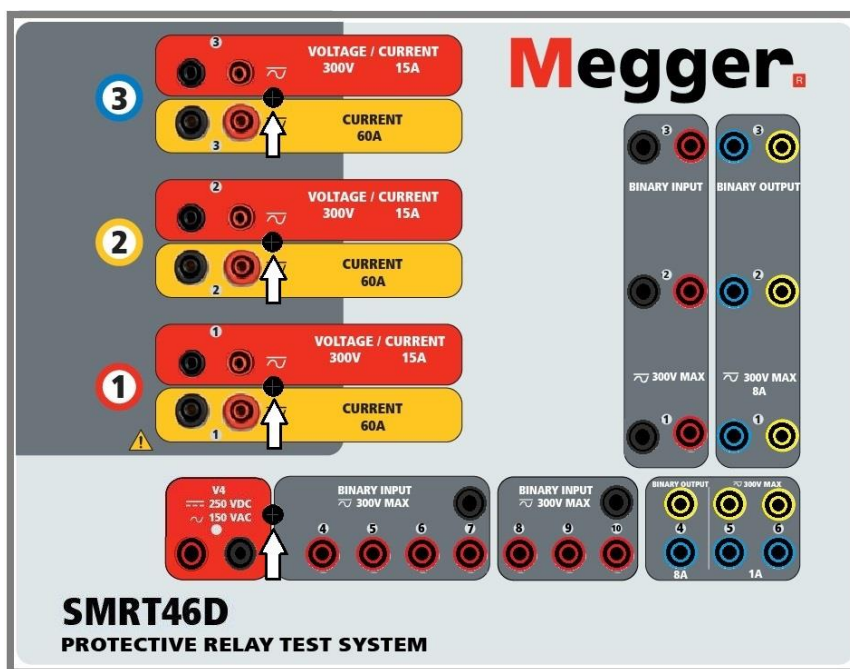 Megger
R
3
3
VOLTAGE / CURRENT
300V 15A
CURRENT
60A
3
2
2
VOLTAGE / CURRENT
300V 15A
CURRENT
60A
2
1
1
VOLTAGE / CURRENT
300V 15A
CURRENT
60A
1
3
BINARY INPUT
2
300V MAX
1
3
BINARY OUTPUT
2
300V MAX
8A
1
V4
250 VDC
150 VAC
BINARY INPUT
300V MAX
4 5 6 7
BINARY INPUT
300V MAX
8 9 10
BINARY OUTPUT 300V MAX
4 5 6
8A 1A
SMRT46D
PROTECTIVE RELAY TEST SYSTEM